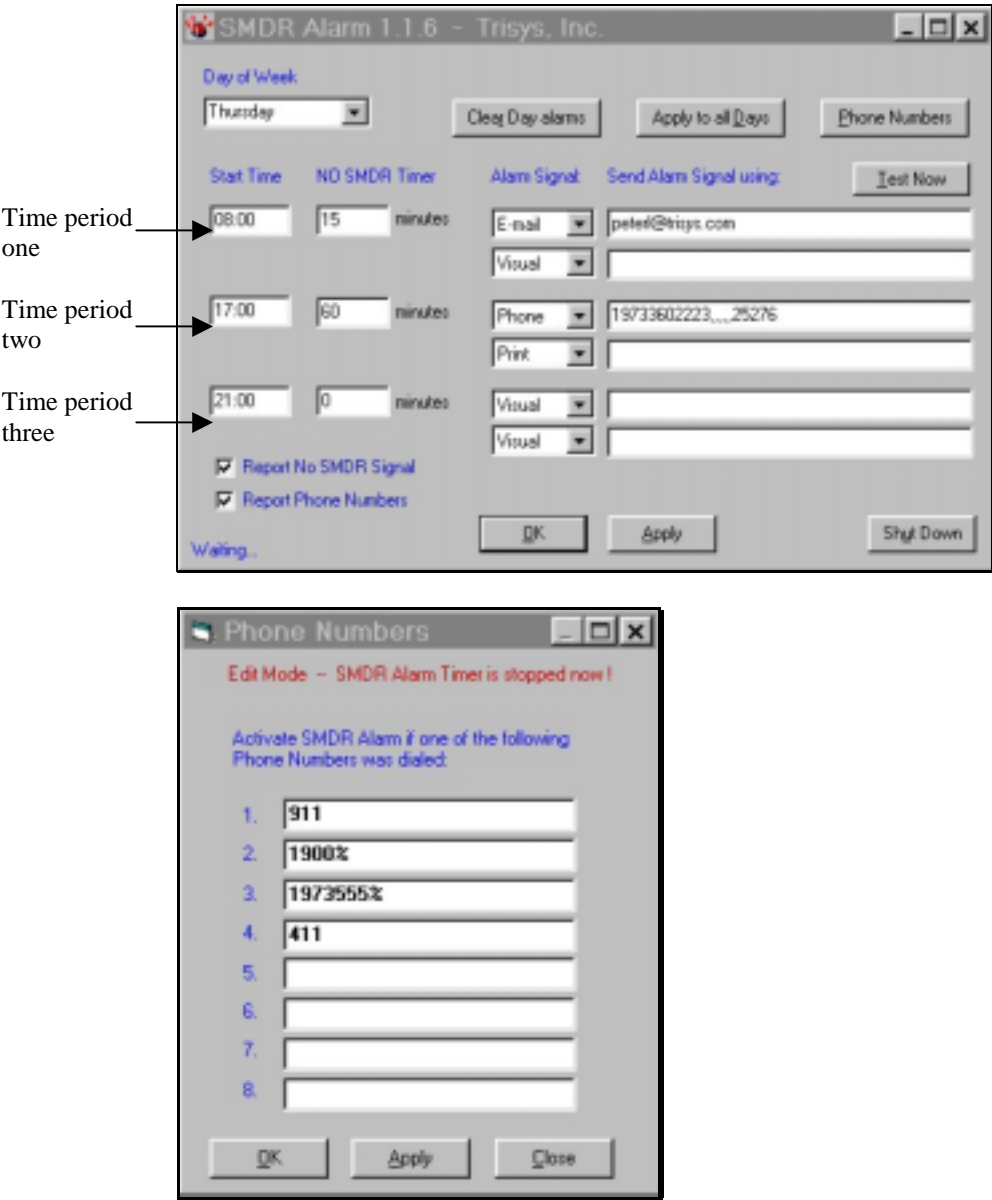 SMDR Alarm 1.1.6 - Trisys, Inc.
Day of Week
Thursday
Clear Day alarms
Apply to all Days
Phone Numbers
Start Time
NO SMDR Timer
Alarm Signal:
Send Alarm Signal using:
Test Now
Time period one
08:00
15
minutes
E-mail
peterl@trisys.com
Visual
Time period two
17:00
60
minutes
Phone
19733602223,,,,25276
Print
Time period three
21:00
0
minutes
Visual
Visual
Report No SMDR Signal
Report Phone Numbers
Waiting...
OK
Apply
Shut Down
Phone Numbers
Edit Mode -- SMDR Alarm Timer is stopped now !
Activate SMDR Alarm if one of the following
Phone Numbers was dialed:
1. 911
2. 1900%
3. 1973555%
4. 411
5.
6.
7.
8.
OK
Apply
Close